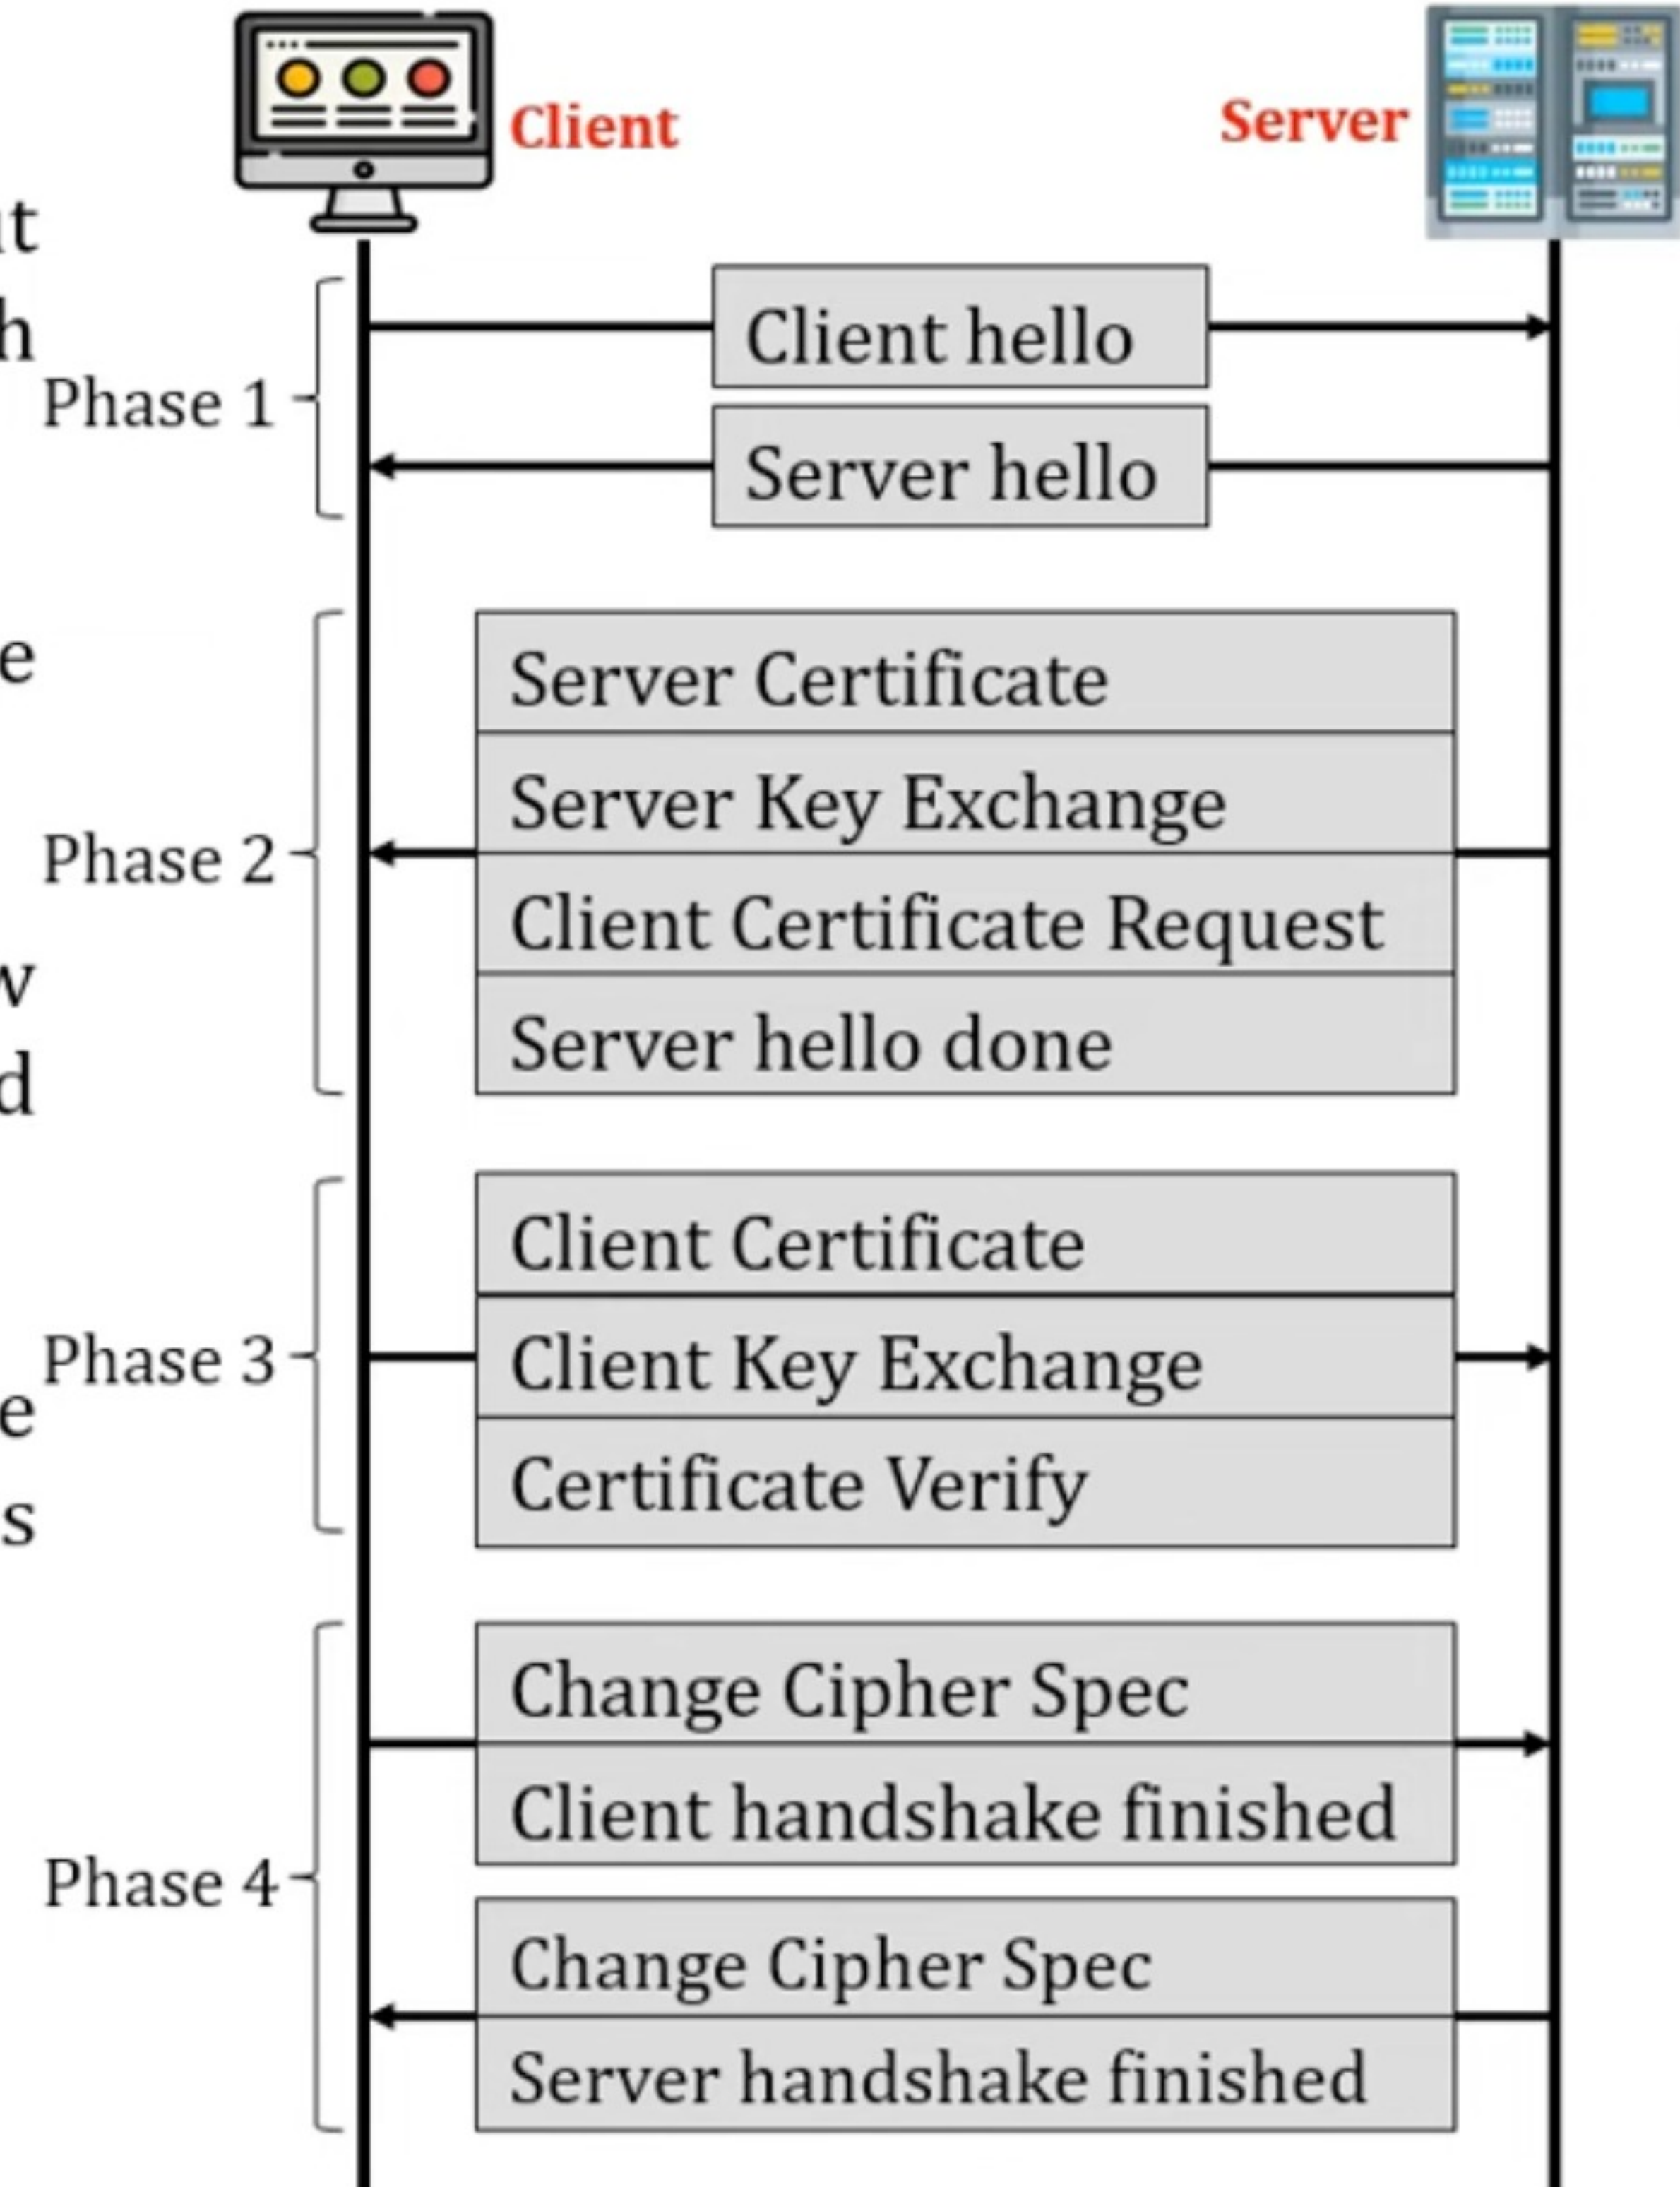 Client
Server
Client hello
Phase 1
Server hello
Server Certificate
Server Key Exchange
Phase 2
Client Certificate Request
Server hello done
Client Certificate
Phase 3
Client Key Exchange
Certificate Verify
Change Cipher Spec
Client handshake finished
Phase 4
Change Cipher Spec
Server handshake finished